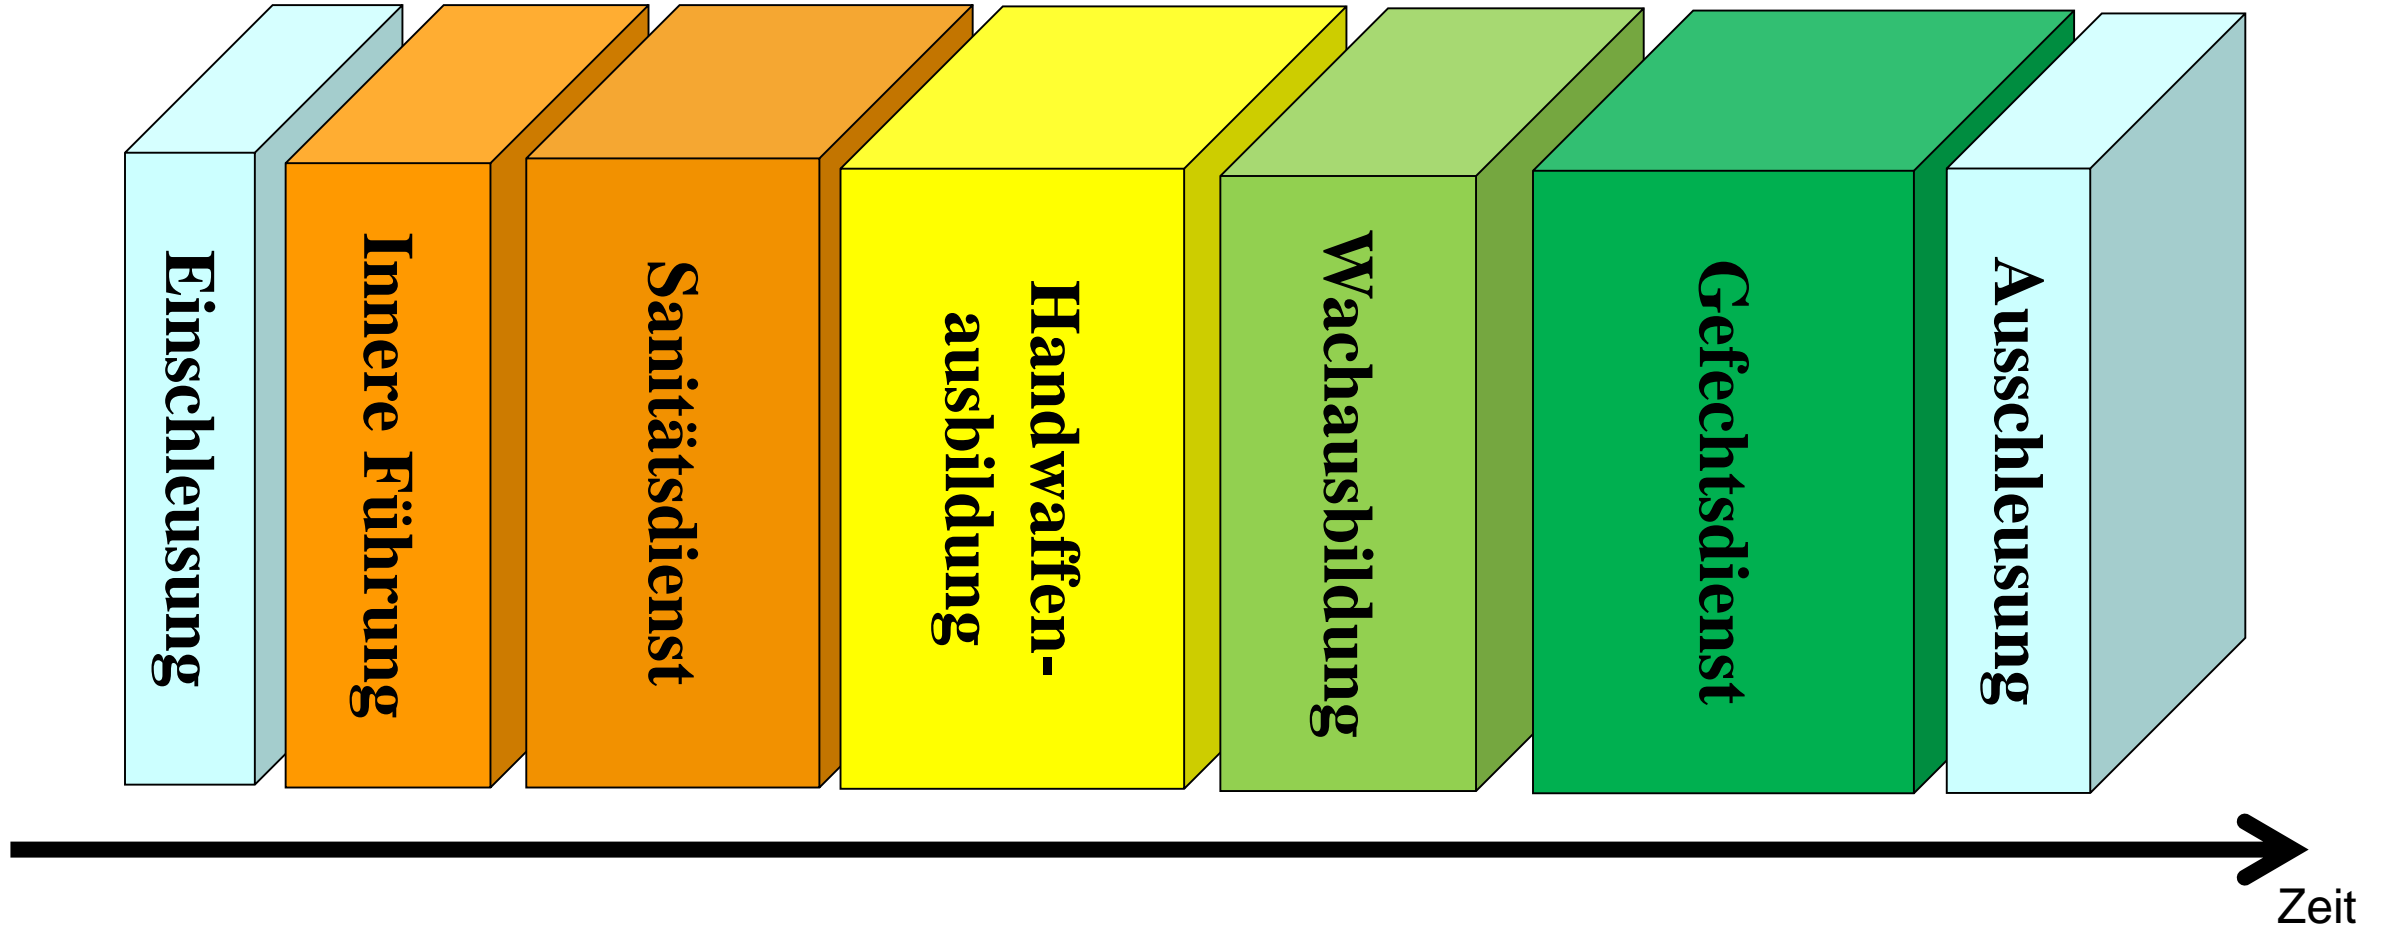 Einschleusung
Innere Führung
Sanitätsdienst
Handwaffen-
ausbildung
Wachausbildung
Gefechtsdienst
Ausschleusung
Zeit